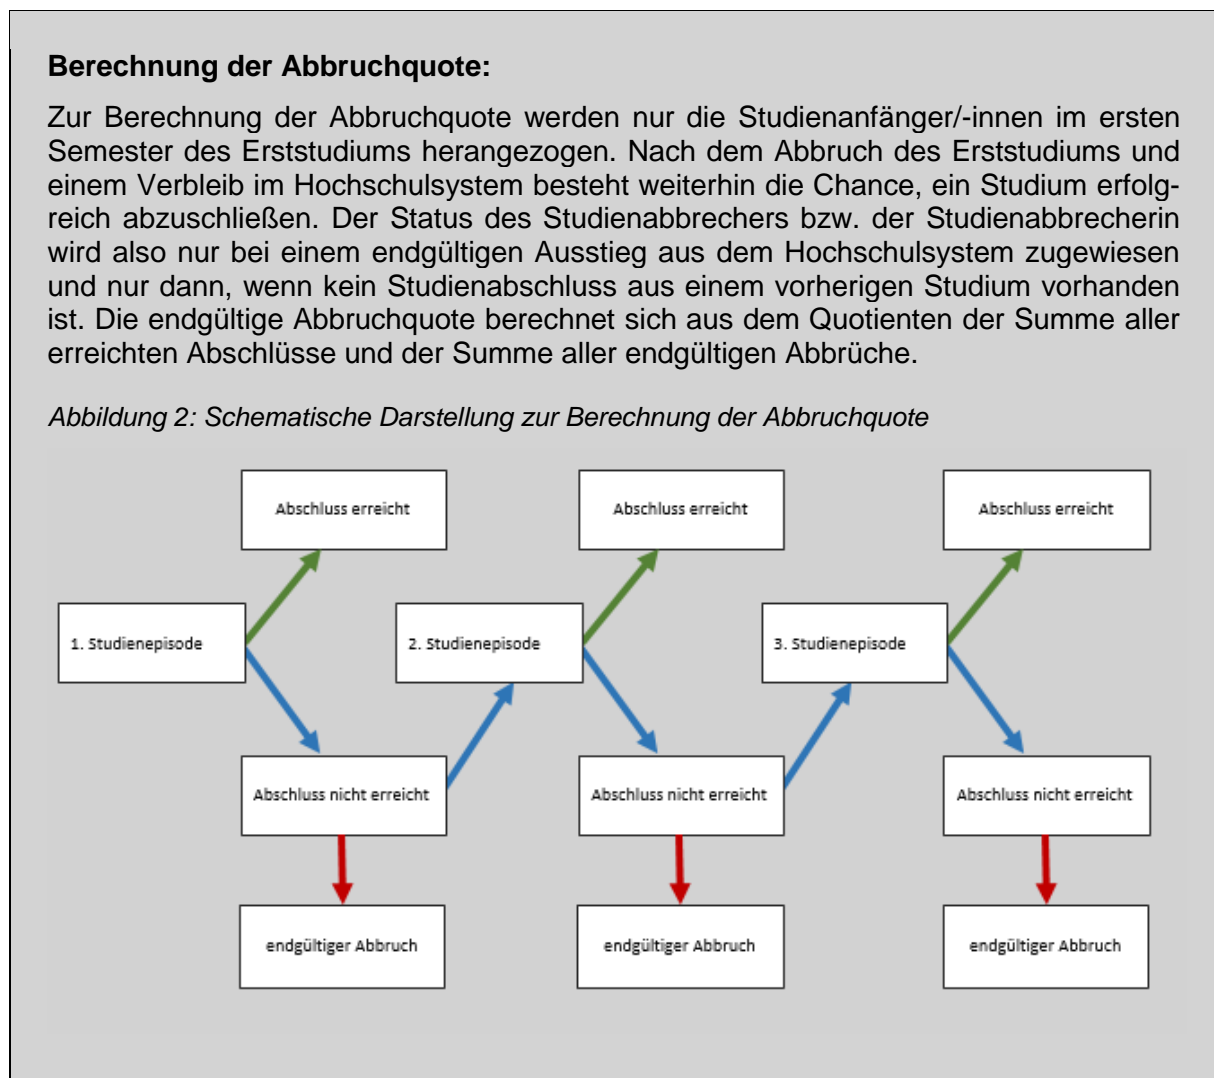 Berechnung der Abbruchquote:
Zur Berechnung der Abbruchquote werden nur die Studienanfänger/-innen im ersten
Semester des Erststudiums herangezogen. Nach dem Abbruch des Erststudiums und
einem Verbleib im Hochschulsystem besteht weiterhin die Chance, ein Studium erfolg-
reich abzuschließen. Der Status des Studienabbrechers bzw. der Studienabbrecherin
wird also nur bei einem endgültigen Ausstieg aus dem Hochschulsystem zugewiesen
und nur dann, wenn kein Studienabschluss aus einem vorherigen Studium vorhanden
ist. Die endgültige Abbruchquote berechnet sich aus dem Quotienten der Summe aller
erreichten Abschlüsse und der Summe aller endgültigen Abbrüche.
Abbildung 2: Schematische Darstellung zur Berechnung der Abbruchquote
Abschluss erreicht
Abschluss erreicht
Abschluss erreicht
1. Studienepisode
2. Studienepisode
3. Studienepisode
Abschluss nicht erreicht
Abschluss nicht erreicht
Abschluss nicht erreicht
endgültiger Abbruch
endgültiger Abbruch
endgültiger Abbruch